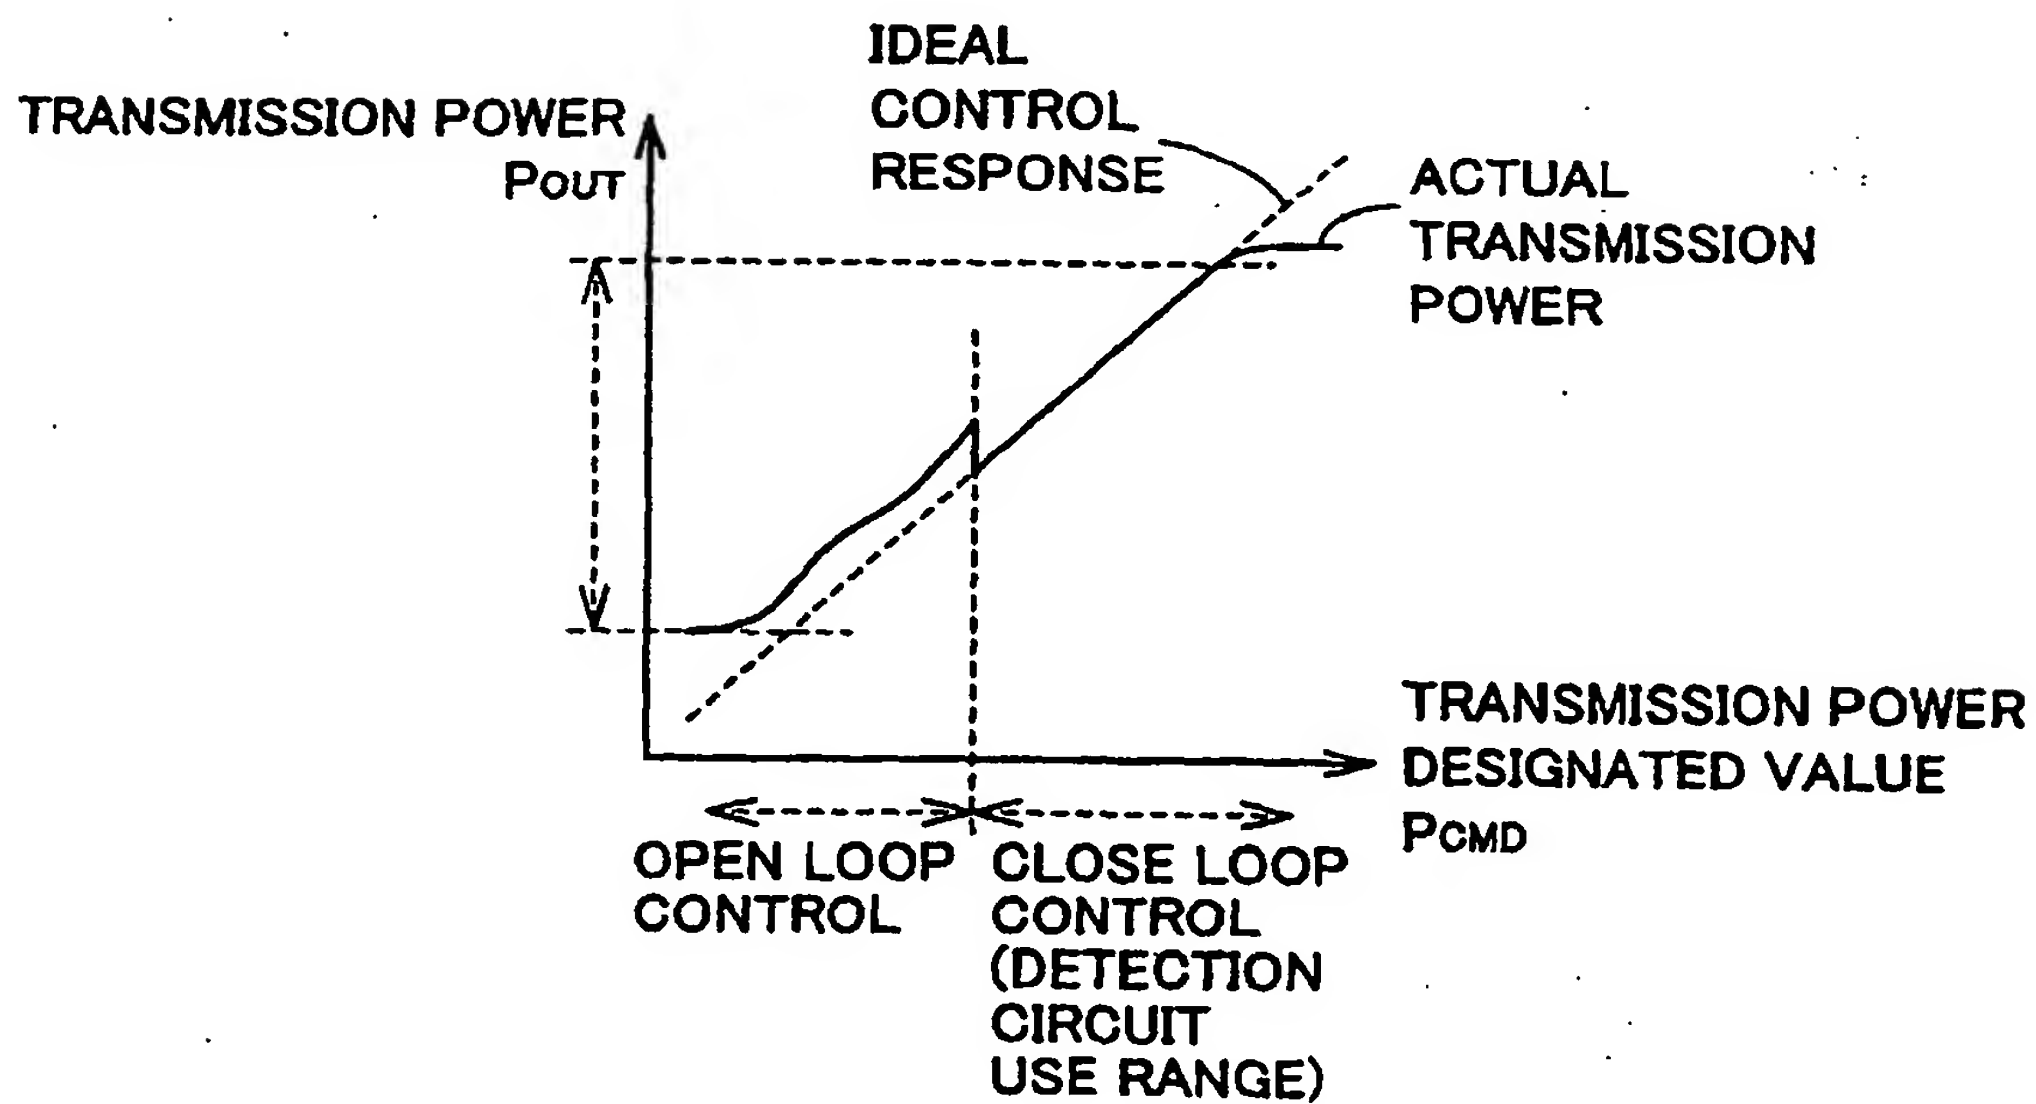 IDEAL
CONTROL
RESPONSE
TRANSMISSION POWER
POUT
ACTUAL
TRANSMISSION
POWER
TRANSMISSION POWER
DESIGNATED VALUE
PCMD
OPEN LOOP
CONTROL
CLOSE LOOP
CONTROL
(DETECTION
CIRCUIT
USE RANGE)